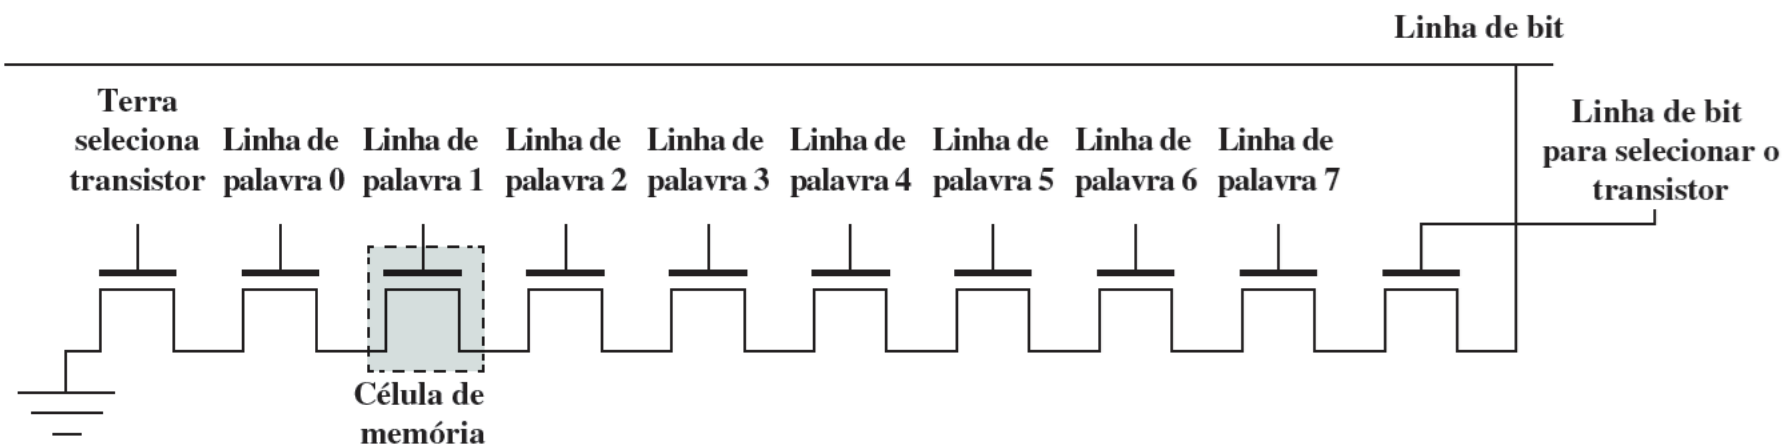 Linha de bit
Terra
seleciona
transistor
Linha de
palavra 0
Linha de
palavra 1
Linha de
palavra 2
Linha de
palavra 3
Linha de
palavra 4
Linha de
palavra 5
Linha de
palavra 6
Linha de
palavra 7
Linha de bit
para selecionar o
transistor
Célula de
memória